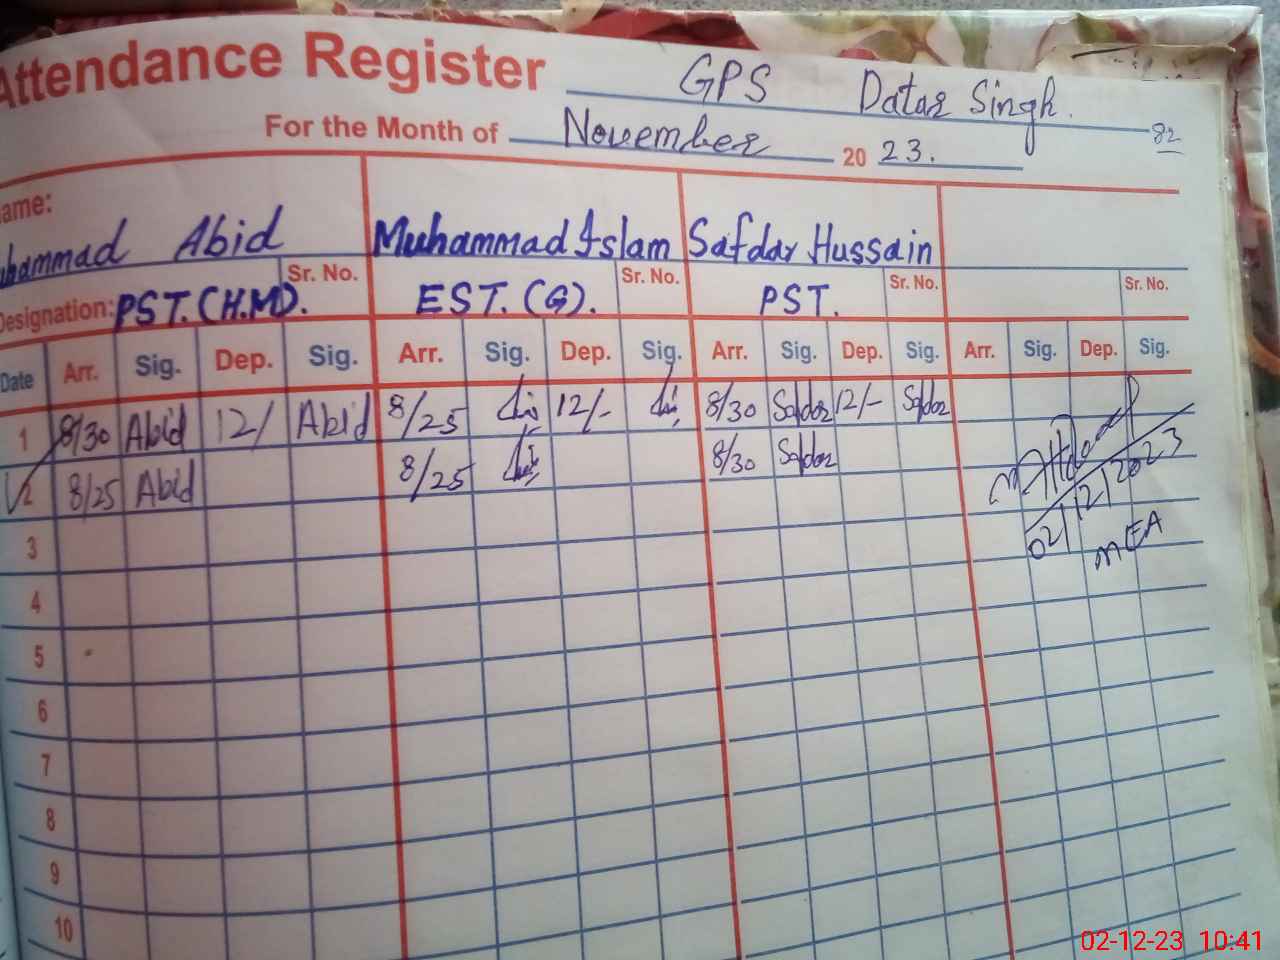 Attendance Register GPS Datar Singh.
For the Month of November 2023. 82
ame:
uhammad Abid Muhammad Islam Safdar Hussain
Designation: PST.(H.M). Sr. No. EST.(G). Sr. No. PST. Sr. No. Sr. No.
Date Arr. Sig. Dep. Sig. Arr. Sig. Dep. Sig. Arr. Sig. Dep. Sig. Arr. Sig. Dep. Sig.
1 8/30 Abid 12/ Abid 8/25 12/- 8/30 Safdar 12/- Safdar
2 8/25 Abid 8/25 8/30 Safdar
02/12/2023
MEA
3
4
5
6
7
8
9
10
02-12-23 10:41